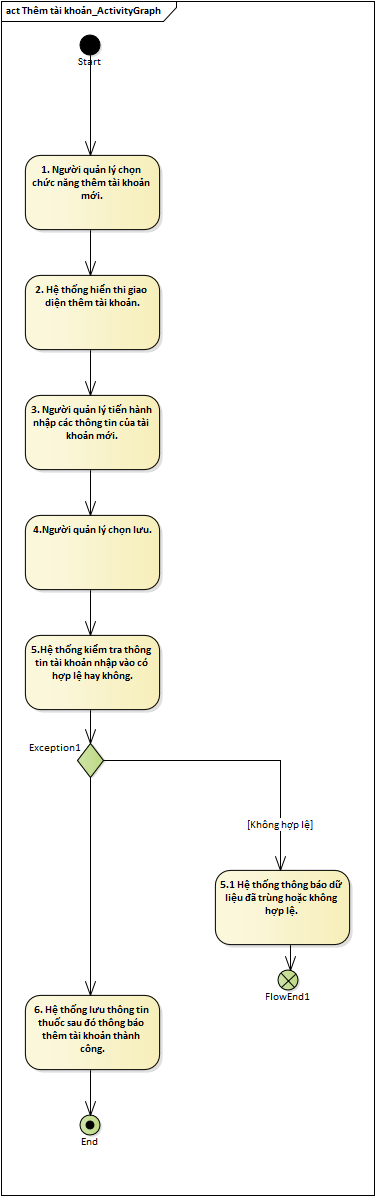 act Thêm tài khoản_ActivityGraph
Start
1. Người quản lý chọn
chức năng thêm tài khoản
mới.
2. Hệ thống hiển thi giao
diện thêm tài khoản.
3. Người quản lý tiến hành
nhập các thông tin của tài
khoản mới.
4.Người quản lý chọn lưu.
5.Hệ thống kiểm tra thông
tin tài khoản nhập vào có
hợp lệ hay không.
Exception1
[Không hợp lệ]
5.1 Hệ thống thông báo dữ
liệu đã trùng hoặc không
hợp lệ.
FlowEnd1
6. Hệ thống lưu thông tin
thuốc sau đó thông báo
thêm tài khoản thành
công.
End